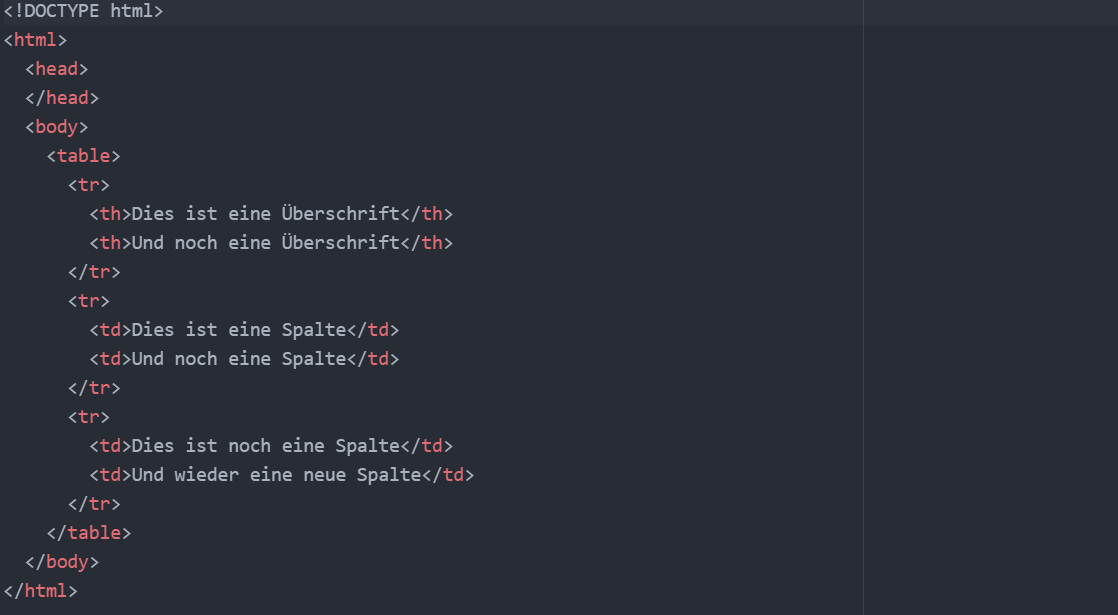 <!DOCTYPE html>
<html>
  <head>
  </head>
  <body>
    <table>
      <tr>
        <th>Dies ist eine Überschrift</th>
        <th>Und noch eine Überschrift</th>
      </tr>
      <tr>
        <td>Dies ist eine Spalte</td>
        <td>Und noch eine Spalte</td>
      </tr>
      <tr>
        <td>Dies ist noch eine Spalte</td>
        <td>Und wieder eine neue Spalte</td>
      </tr>
    </table>
  </body>
</html>